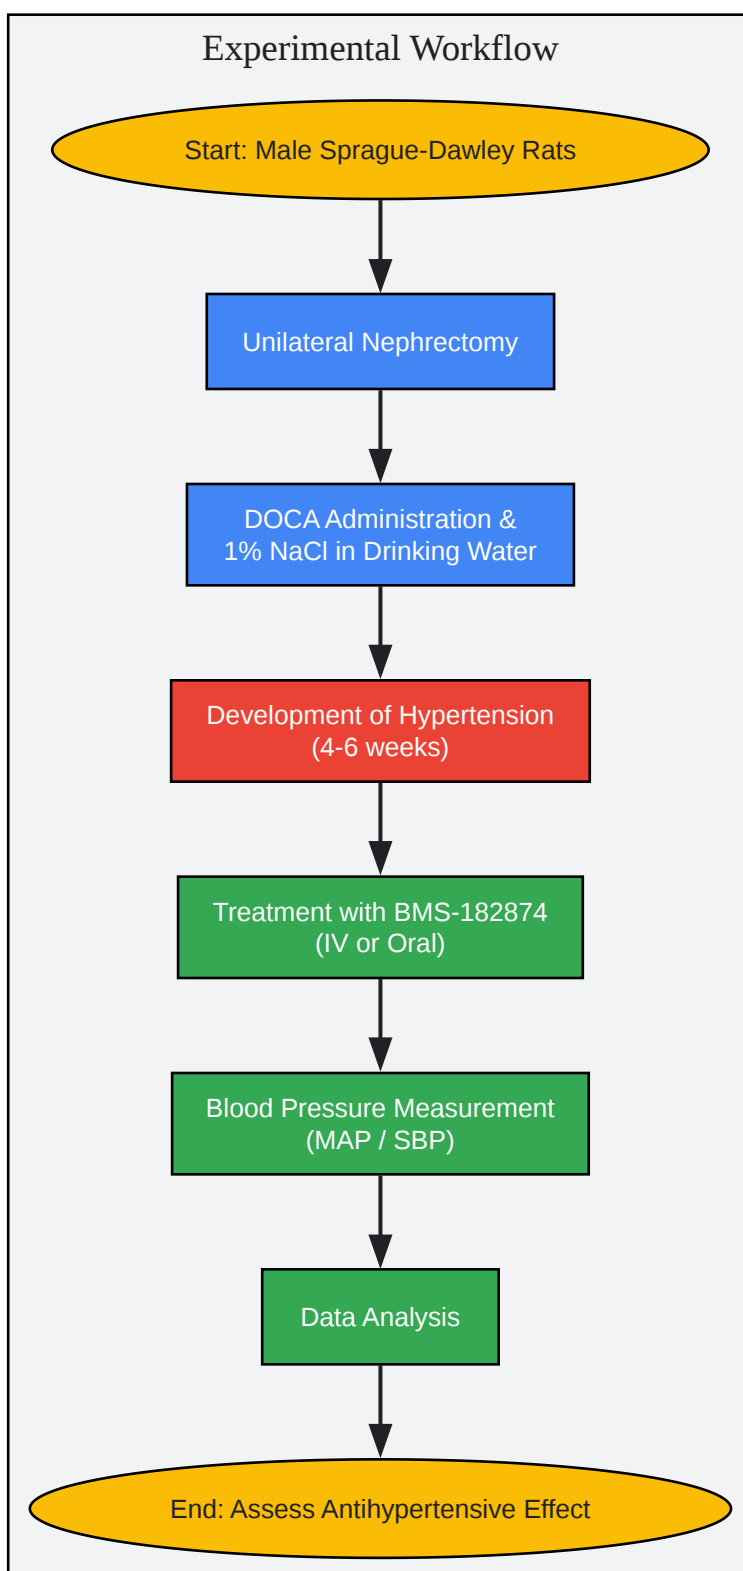 Experimental Workflow
Start: Male Sprague-Dawley Rats
Unilateral Nephrectomy
DOCA Administration &
1% NaCl in Drinking Water
Development of Hypertension
(4-6 weeks)
Treatment with BMS-182874
(IV or Oral)
Blood Pressure Measurement
(MAP / SBP)
Data Analysis
End: Assess Antihypertensive Effect